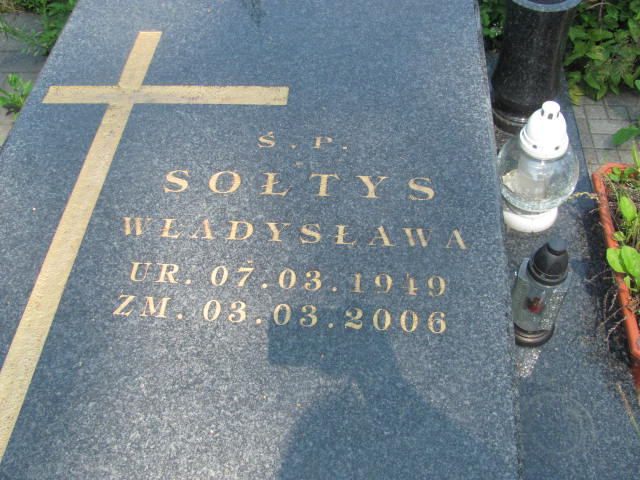 Ś. P.
SOŁTYS
WŁADYSŁAWA
UR. 07.03.1949
ZM. 03.03.2006